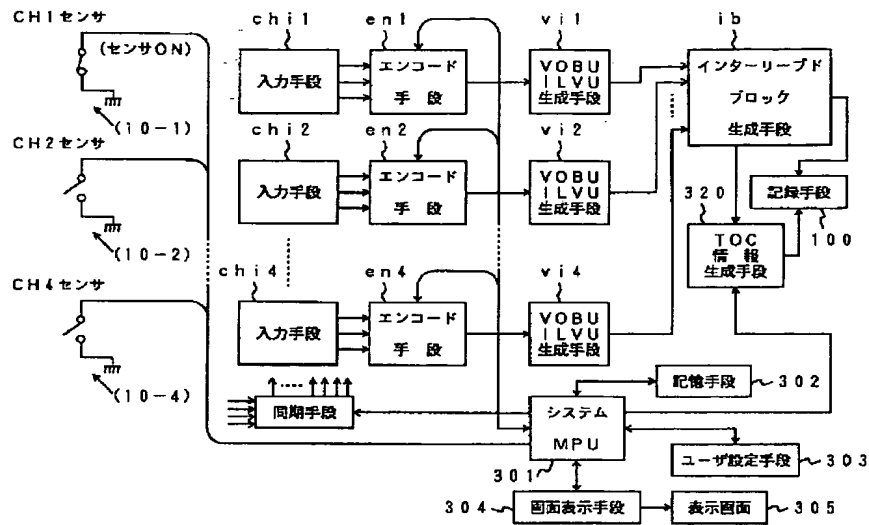 CH1センサ
(センサON)
(10-1)
CH2センサ
(10-2)
CH4センサ
(10-4)
chi1
入力手段
en1
エンコード
手段
vi1
VOBU
ILVU
生成手段
ib
インターリーブド
ブロック
生成手段
chi2
入力手段
en2
エンコード
手段
vi2
VOBU
ILVU
生成手段
320
TOC
情報
生成手段
記録手段
100
chi4
入力手段
en4
エンコード
手段
vi4
VOBU
ILVU
生成手段
同期手段
システム
MPU
301
記憶手段
302
ユーザ設定手段
303
304
画面表示手段
表示画面
305